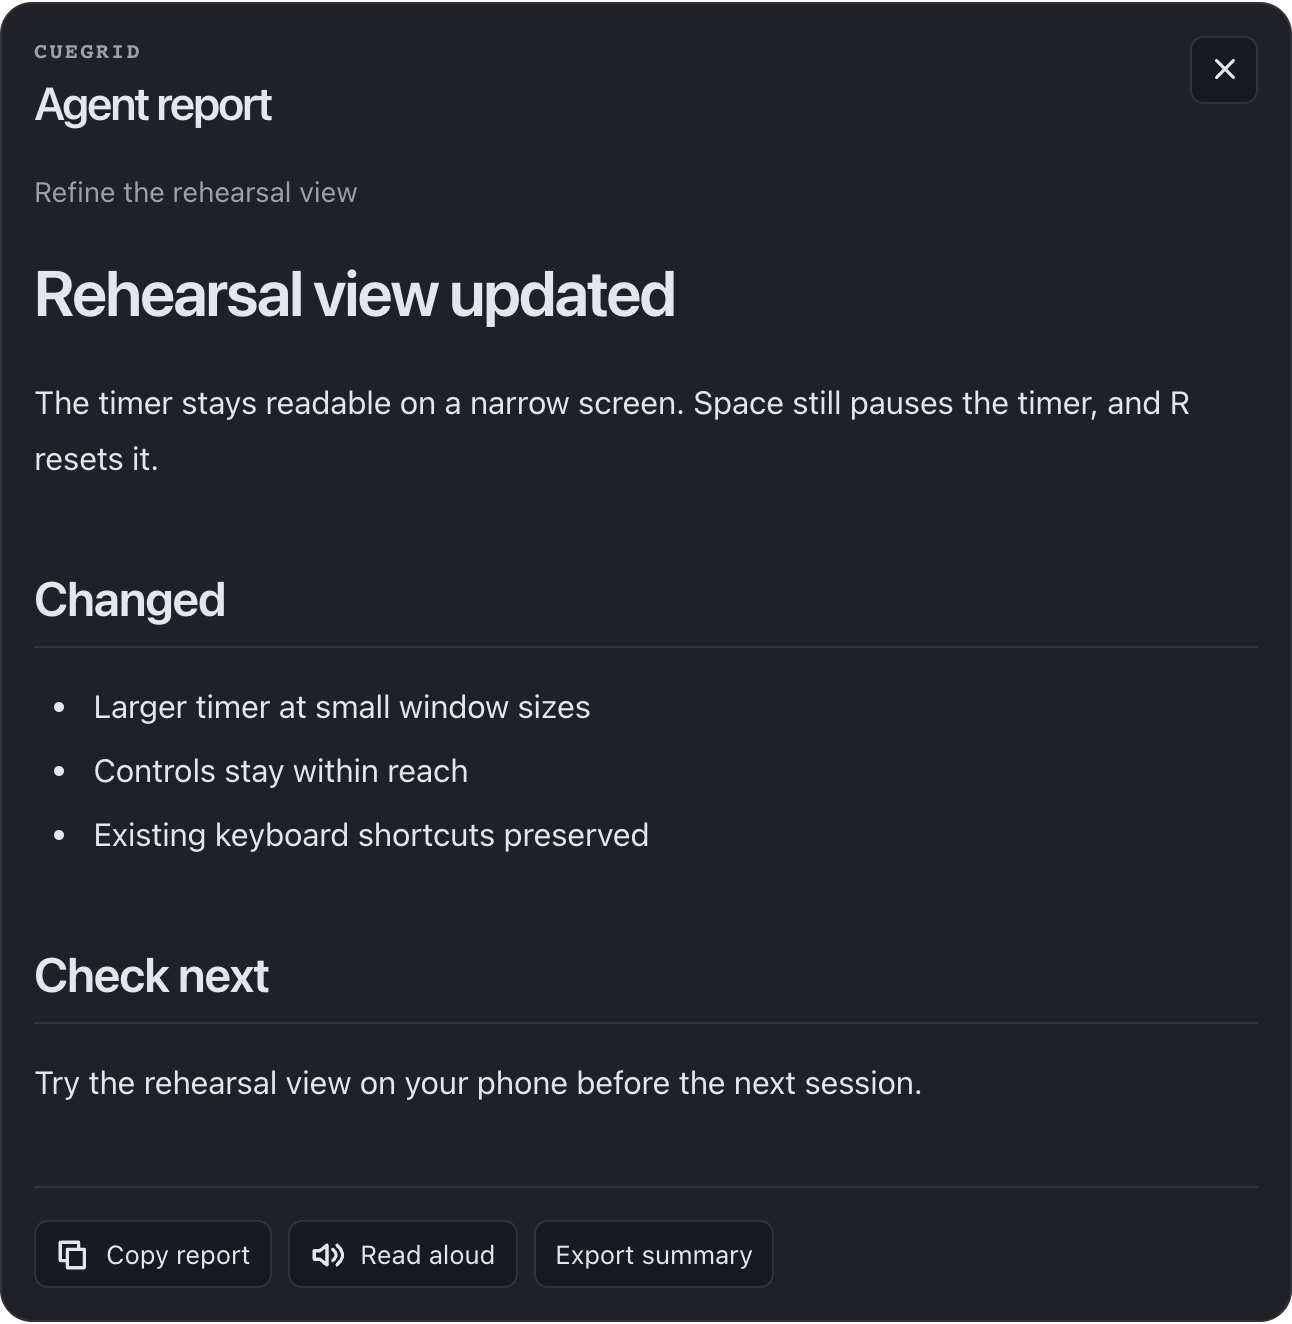 CUEGRID
Agent report
Refine the rehearsal view
Rehearsal view updated
The timer stays readable on a narrow screen. Space still pauses the timer, and R
resets it.
Changed
• Larger timer at small window sizes
• Controls stay within reach
• Existing keyboard shortcuts preserved
Check next
Try the rehearsal view on your phone before the next session.
Copy report
Read aloud
Export summary